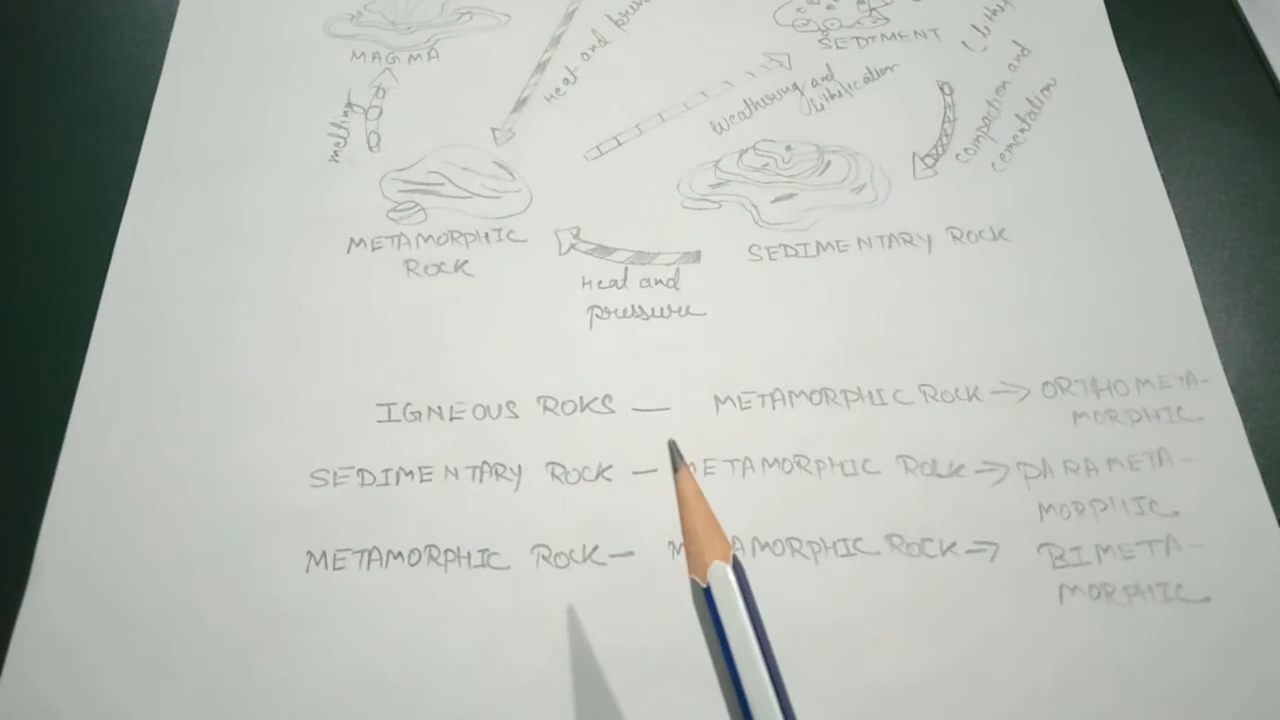 MAGMA
Heat and
SEDIMENT
melting
weathering and
lithification
compaction and
cementation
METAMORPHIC
ROCK
SEDIMENTARY ROCK
Heat and
pressure
IGNEOUS ROKS — METAMORPHIC ROCK → ORTHOMETA-
MORPHIC
SEDIMENTARY ROCK — METAMORPHIC ROCK → PARAMETA-
MORPHIC
METAMORPHIC ROCK — AMORPHIC ROCK → BIMETA-
MORPHIC